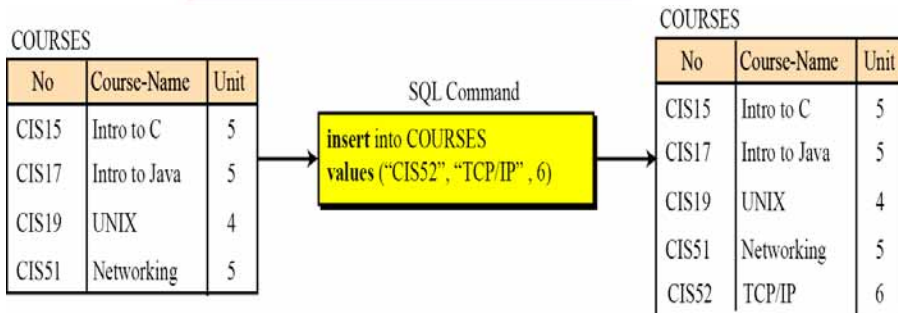 COURSES
No Course-Name Unit
CIS15 Intro to C 5
CIS17 Intro to Java 5
CIS19 UNIX 4
CIS51 Networking 5
SQL Command
insert into COURSES
values (“CIS52”, “TCP/IP” , 6)
COURSES
No Course-Name Unit
CIS15 Intro to C 5
CIS17 Intro to Java 5
CIS19 UNIX 4
CIS51 Networking 5
CIS52 TCP/IP 6